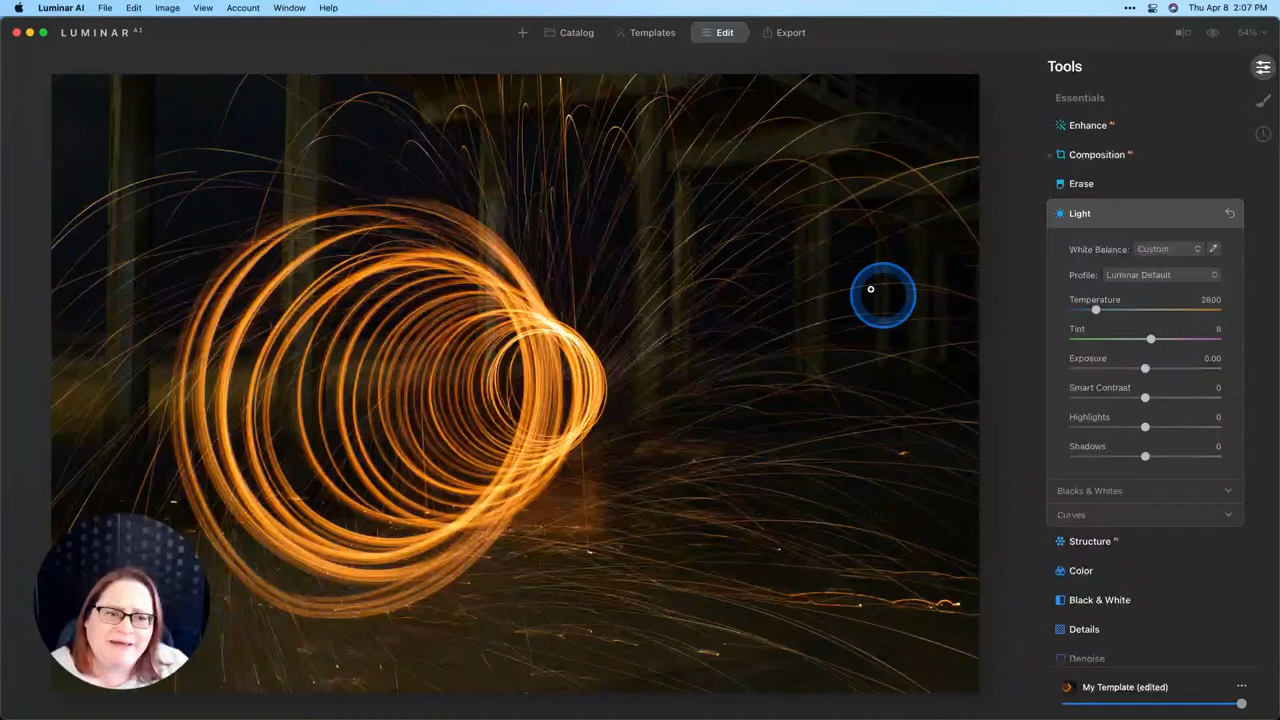 Luminar AI File Edit Image View Account Window Help ••• Thu Apr 8 2:07 PM
LUMINAR AI + Catalog Templates Edit Export 54%
Tools
Essentials
Enhance AI
Composition AI
Erase
Light
White Balance: Custom
Profile: Luminar Default
Temperature 2800
Tint 8
Exposure 0.00
Smart Contrast 0
Highlights 0
Shadows 0
Blacks & Whites
Curves
Structure AI
Color
Black & White
Details
Denoise
My Template (edited) ...